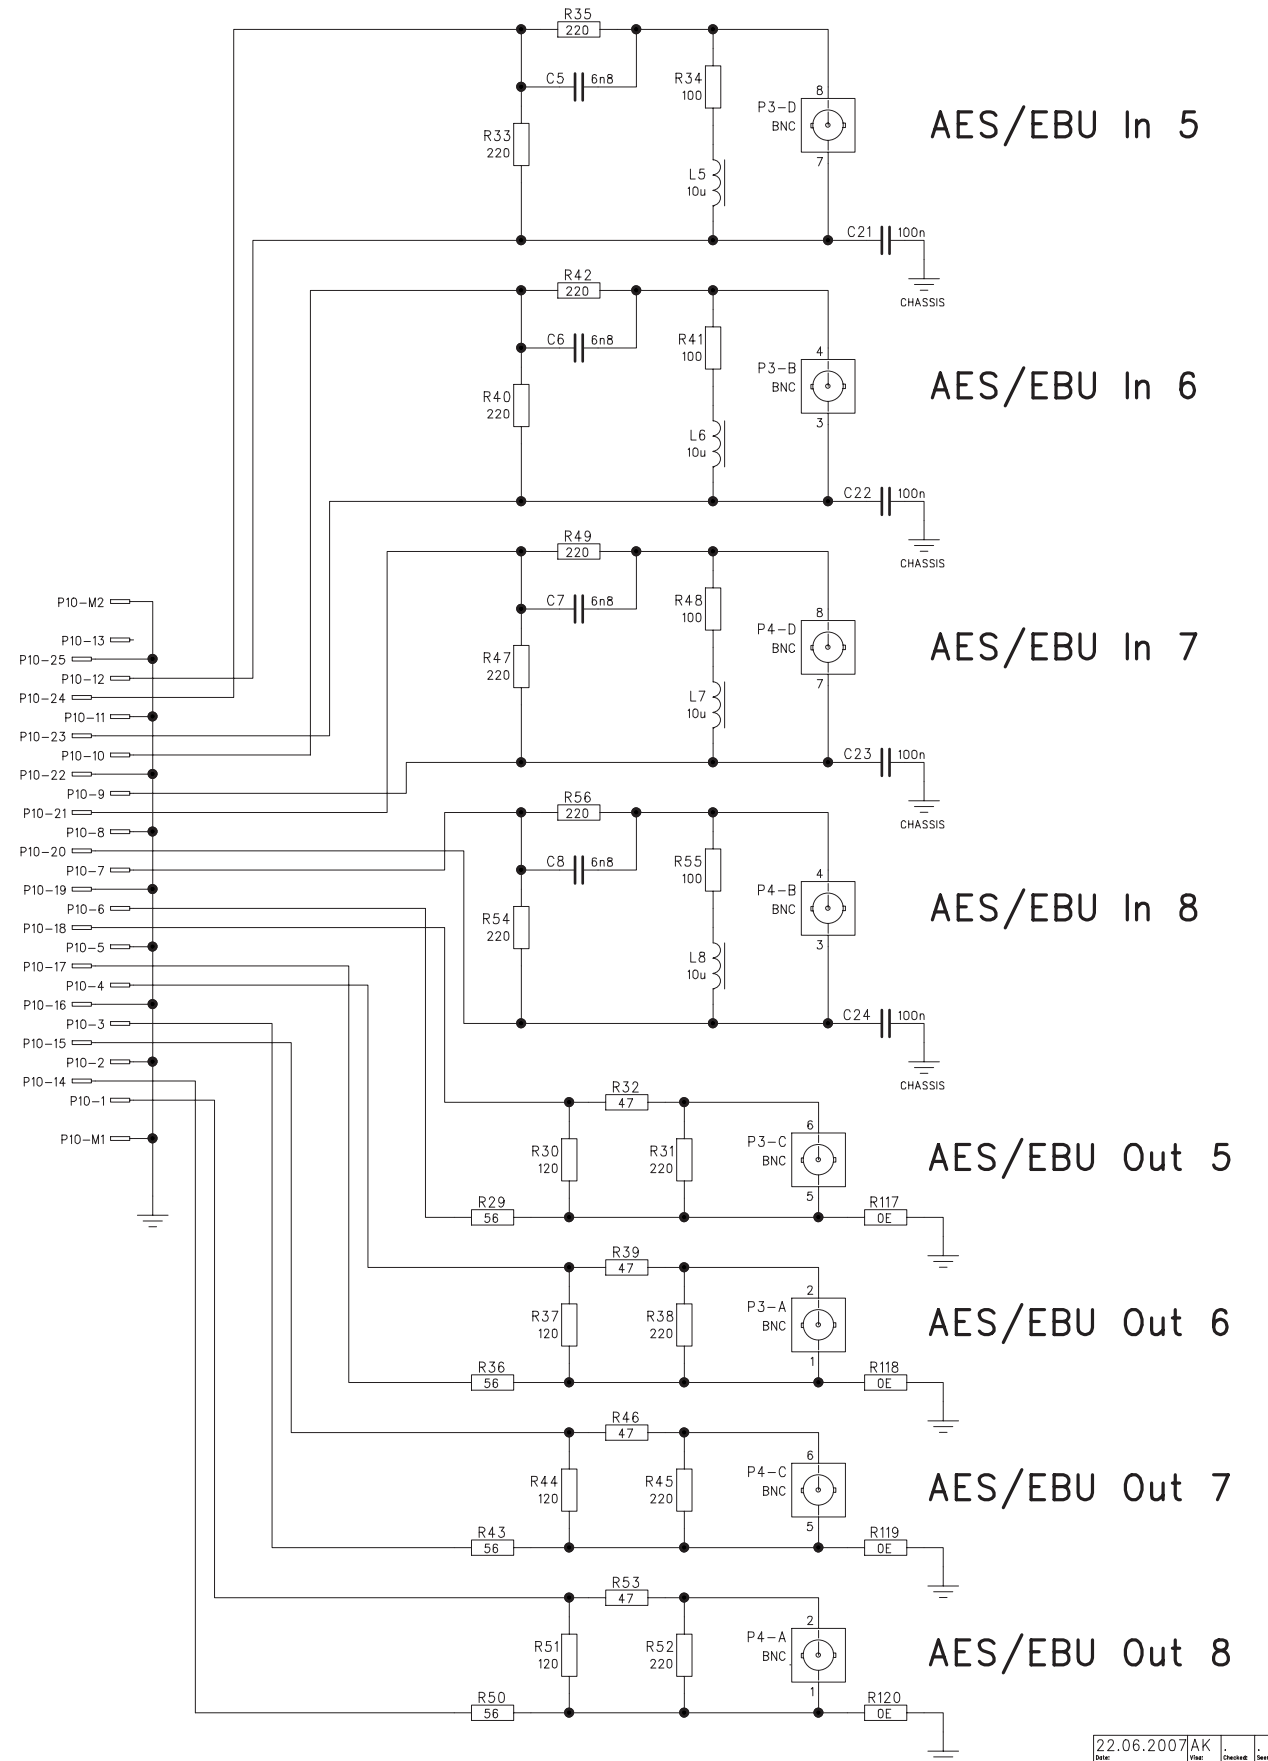 R35
220
C5 6n8
R34
100
P3-D
BNC
8
7
R33
220
L5
10u
AES/EBU In 5
C21 100n
CHASSIS
R42
220
C6 6n8
R41
100
P3-B
BNC
4
3
R40
220
L6
10u
AES/EBU In 6
C22 100n
CHASSIS
R49
220
C7 6n8
R48
100
P4-D
BNC
8
7
R47
220
L7
10u
AES/EBU In 7
C23 100n
CHASSIS
R56
220
C8 6n8
R55
100
P4-B
BNC
4
3
R54
220
L8
10u
AES/EBU In 8
C24 100n
CHASSIS
P10-M2
P10-13
P10-25
P10-12
P10-24
P10-11
P10-23
P10-10
P10-22
P10-9
P10-21
P10-8
P10-20
P10-7
P10-19
P10-6
P10-18
P10-5
P10-17
P10-4
P10-16
P10-3
P10-15
P10-2
P10-14
P10-1
P10-M1
R32
47
R30
120
R31
220
P3-C
BNC
6
5
AES/EBU Out 5
R29
56
R117
0E
R39
47
R37
120
R38
220
P3-A
BNC
2
1
AES/EBU Out 6
R36
56
R118
0E
R46
47
R44
120
R45
220
P4-C
BNC
6
5
AES/EBU Out 7
R43
56
R119
0E
R53
47
R51
120
R52
220
P4-A
BNC
2
1
AES/EBU Out 8
R50
56
R120
0E
22.06.2007 AK . .
Date: Visa: Checked: